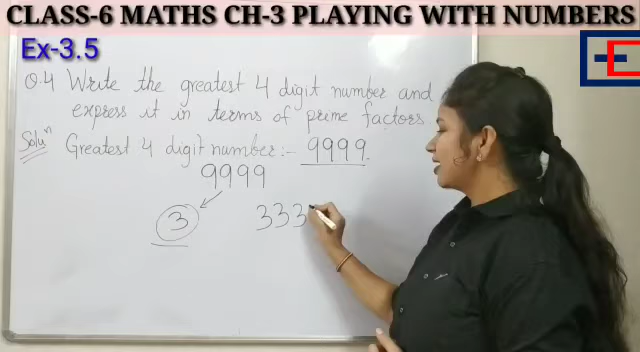 CLASS-6 MATHS CH-3 PLAYING WITH NUMBERS
Ex-3.5
Q.4 Write the greatest 4 digit number and
express it in terms of prime factors.
Soluⁿ Greatest 4 digit number:- 9999.
9999
3 333
E